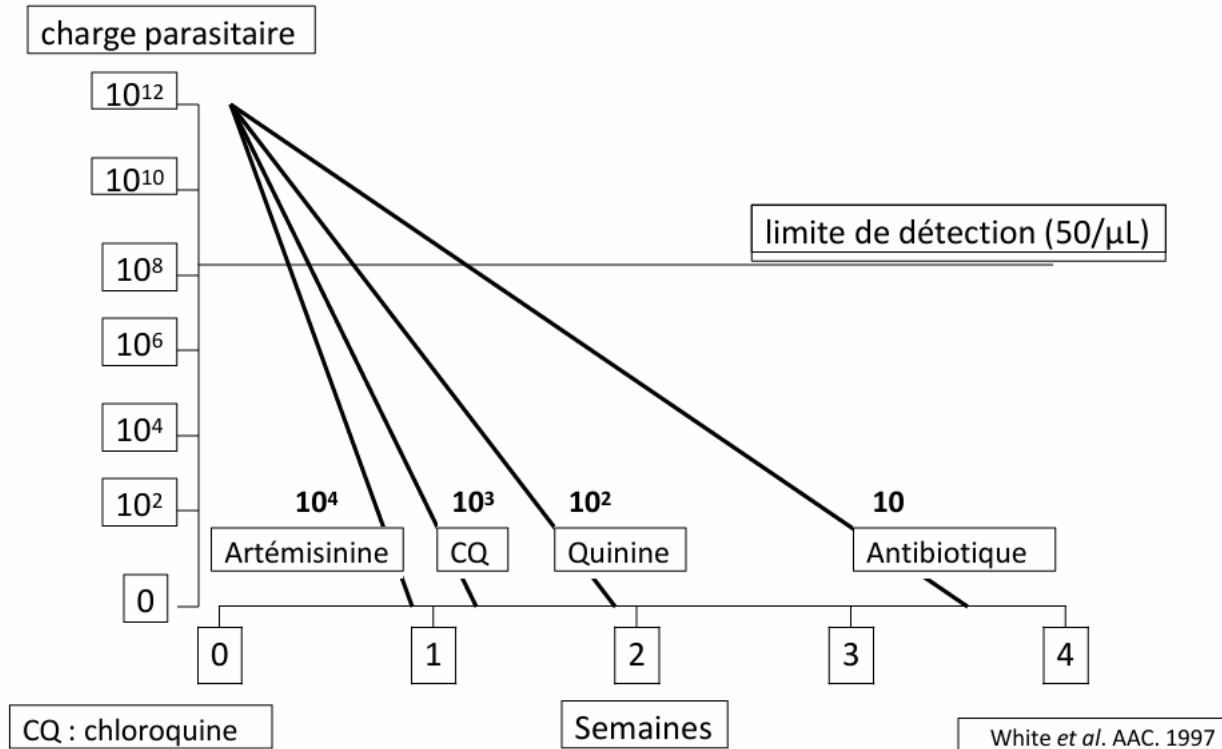 charge parasitaire
10¹²
10¹⁰
limite de détection (50/µL)
10⁸
10⁶
10⁴
10²
10⁴ 10³ 10² 10
Artémisinine CQ Quinine Antibiotique
0
0 1 2 3 4
CQ : chloroquine Semaines White et al. AAC. 1997